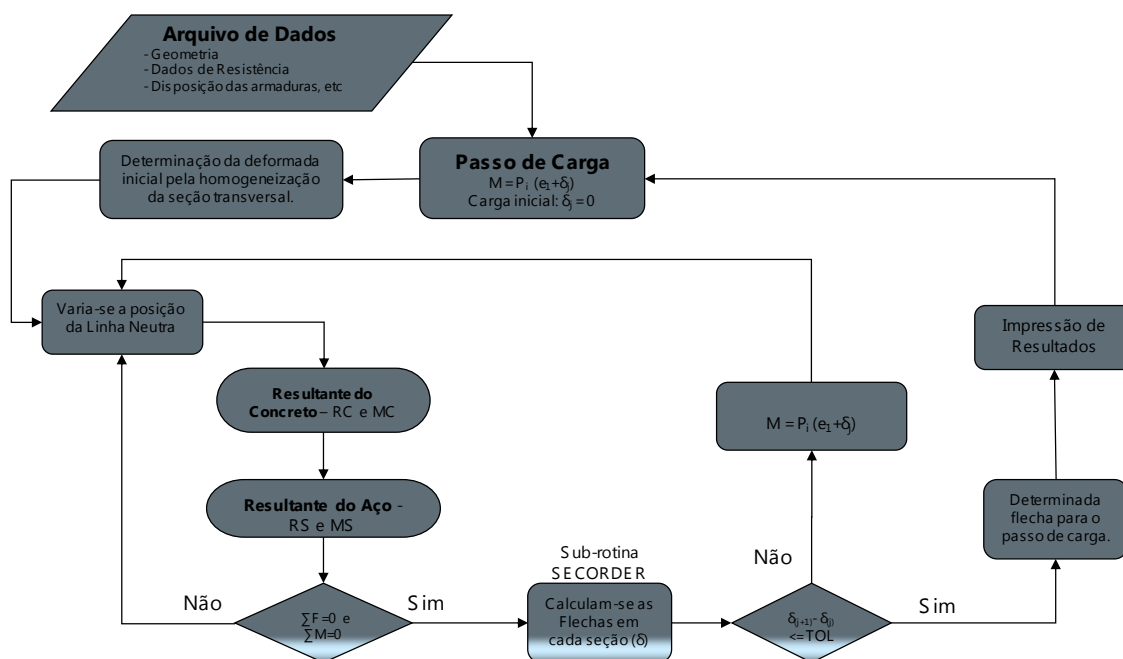 Arquivo de Dados
- Geometria
- Dados de Resistência
- Disposição das armaduras, etc
Passo de Carga
M = Pᵢ (e₁+δⱼ)
Carga inicial: δⱼ = 0
Determinação da deformada
inicial pela homogeneização
da seção transversal.
Varia-se a posição
da Linha Neutra
Resultante do
Concreto – RC e MC
Resultante do Aço -
RS e MS
∑F=0 e
∑M=0
Não
Sim
Sub-rotina
SECORDER
Calculam-se as
Flechas em
cada seção (δ)
δ₍ⱼ₊₁₎- δ₍ⱼ₎
<=TOL
Não
Sim
M = Pᵢ (e₁+δⱼ)
Determinada
flecha para o
passo de carga.
Impressão de
Resultados